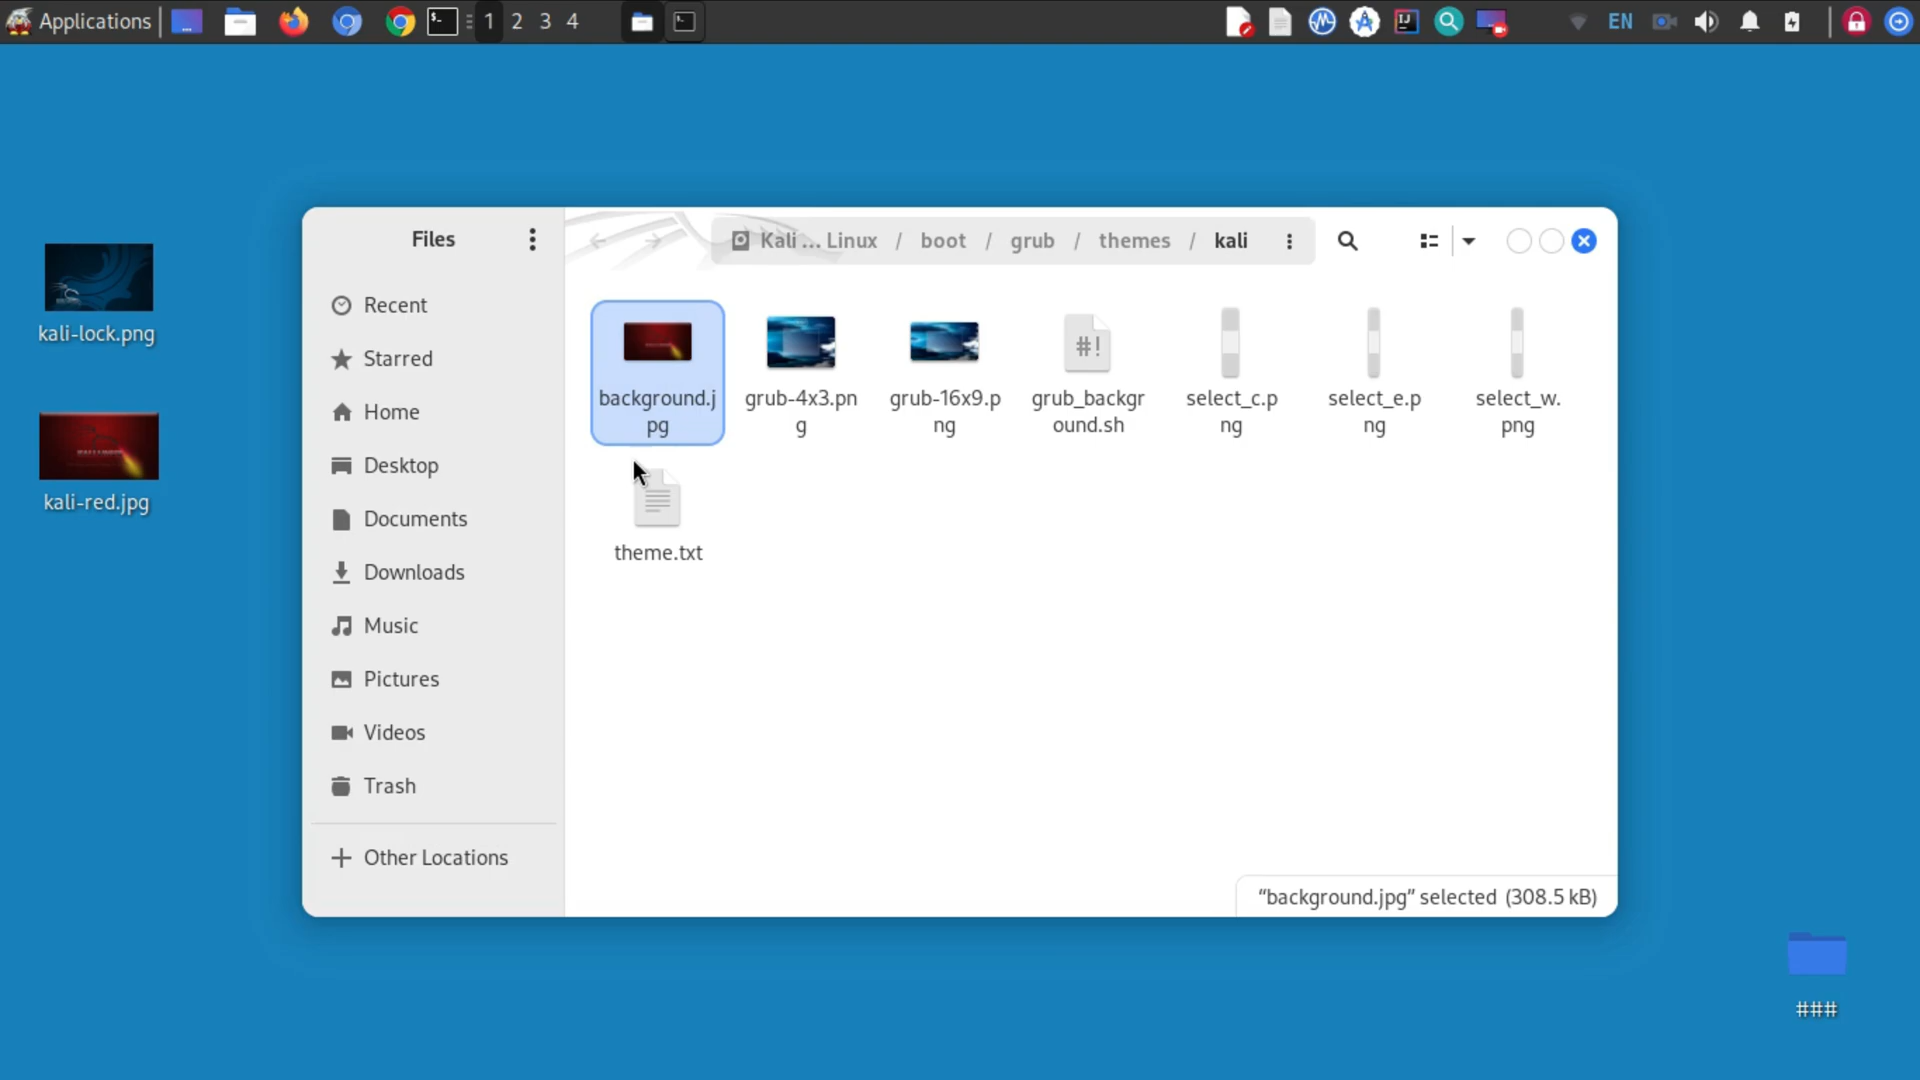 Applications 1 2 3 4 EN
Files
Kali ... Linux / boot / grub / themes / kali
Recent
Starred
Home
Desktop
Documents
Downloads
Music
Pictures
Videos
Trash
Other Locations
background.j
pg
grub-4x3.pn
g
grub-16x9.p
ng
#!
grub_backgr
ound.sh
select_c.p
ng
select_e.p
ng
select_w.
png
theme.txt
"background.jpg" selected (308.5 kB)
kali-lock.png
kali-red.jpg
###